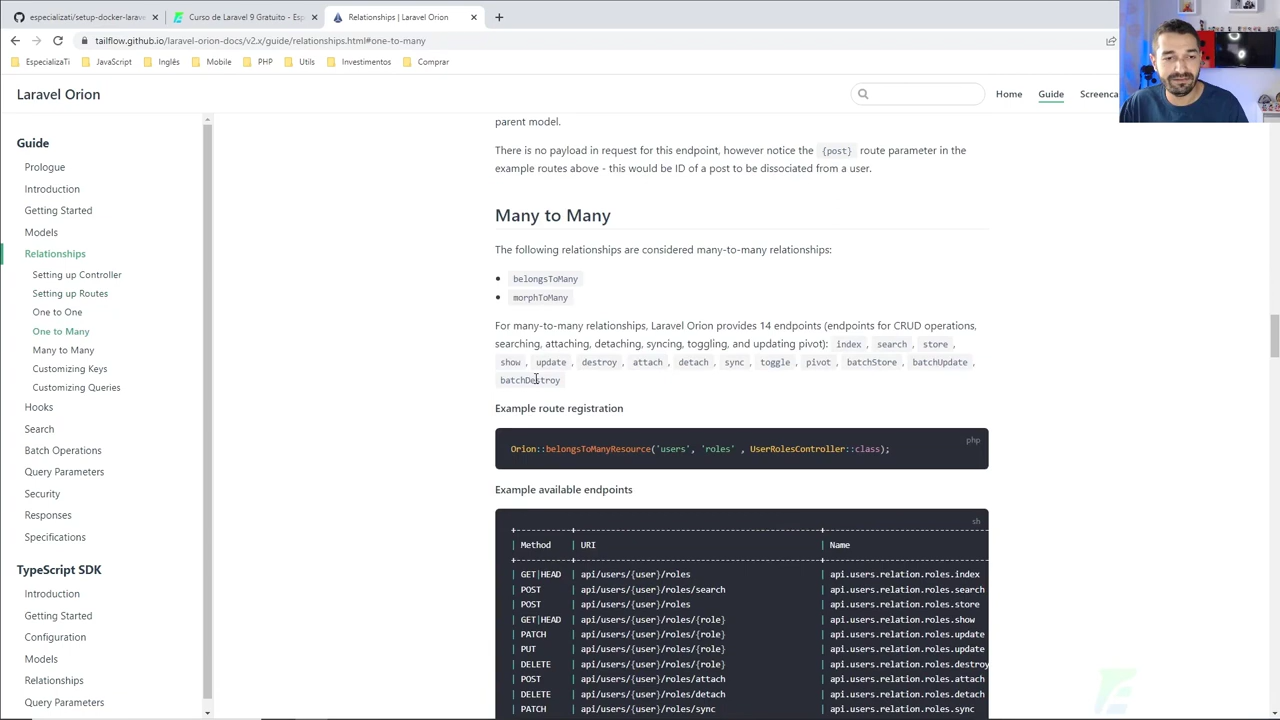 especializati/setup-docker-larave
Curso de Laravel 9 Gratuito - Esp
Relationships | Laravel Orion
tailflow.github.io/laravel-orion-docs/v2.x/guide/relationships.html#one-to-many
EspecializaTi
JavaScript
Inglês
Mobile
PHP
Utils
Investimentos
Comprar
Laravel Orion
Home
Guide
Screenca
Guide
Prologue
Introduction
Getting Started
Models
Relationships
Setting up Controller
Setting up Routes
One to One
One to Many
Many to Many
Customizing Keys
Customizing Queries
Hooks
Search
Batch Operations
Query Parameters
Security
Responses
Specifications
TypeScript SDK
Introduction
Getting Started
Configuration
Models
Relationships
Query Parameters
parent model.
There is no payload in request for this endpoint, however notice the {post} route parameter in the
example routes above - this would be ID of a post to be dissociated from a user.
Many to Many
The following relationships are considered many-to-many relationships:
belongsToMany
morphToMany
For many-to-many relationships, Laravel Orion provides 14 endpoints (endpoints for CRUD operations,
searching, attaching, detaching, syncing, toggling, and updating pivot): index , search , store ,
show , update , destroy , attach , detach , sync , toggle , pivot , batchStore , batchUpdate ,
batchDestroy
Example route registration
php
Orion::belongsToManyResource('users', 'roles' , UserRolesController::class);
Example available endpoints
sh
+-----------+--------------------------------------------------+---------------------------------
| Method | URI | Name
+-----------+--------------------------------------------------+---------------------------------
| GET|HEAD | api/users/{user}/roles | api.users.relation.roles.index
| POST | api/users/{user}/roles/search | api.users.relation.roles.search
| POST | api/users/{user}/roles | api.users.relation.roles.store
| GET|HEAD | api/users/{user}/roles/{role} | api.users.relation.roles.show
| PATCH | api/users/{user}/roles/{role} | api.users.relation.roles.update
| PUT | api/users/{user}/roles/{role} | api.users.relation.roles.update
| DELETE | api/users/{user}/roles/{role} | api.users.relation.roles.destroy
| POST | api/users/{user}/roles/attach | api.users.relation.roles.attach
| DELETE | api/users/{user}/roles/detach | api.users.relation.roles.detach
| PATCH | api/users/{user}/roles/sync | api.users.relation.roles.sync